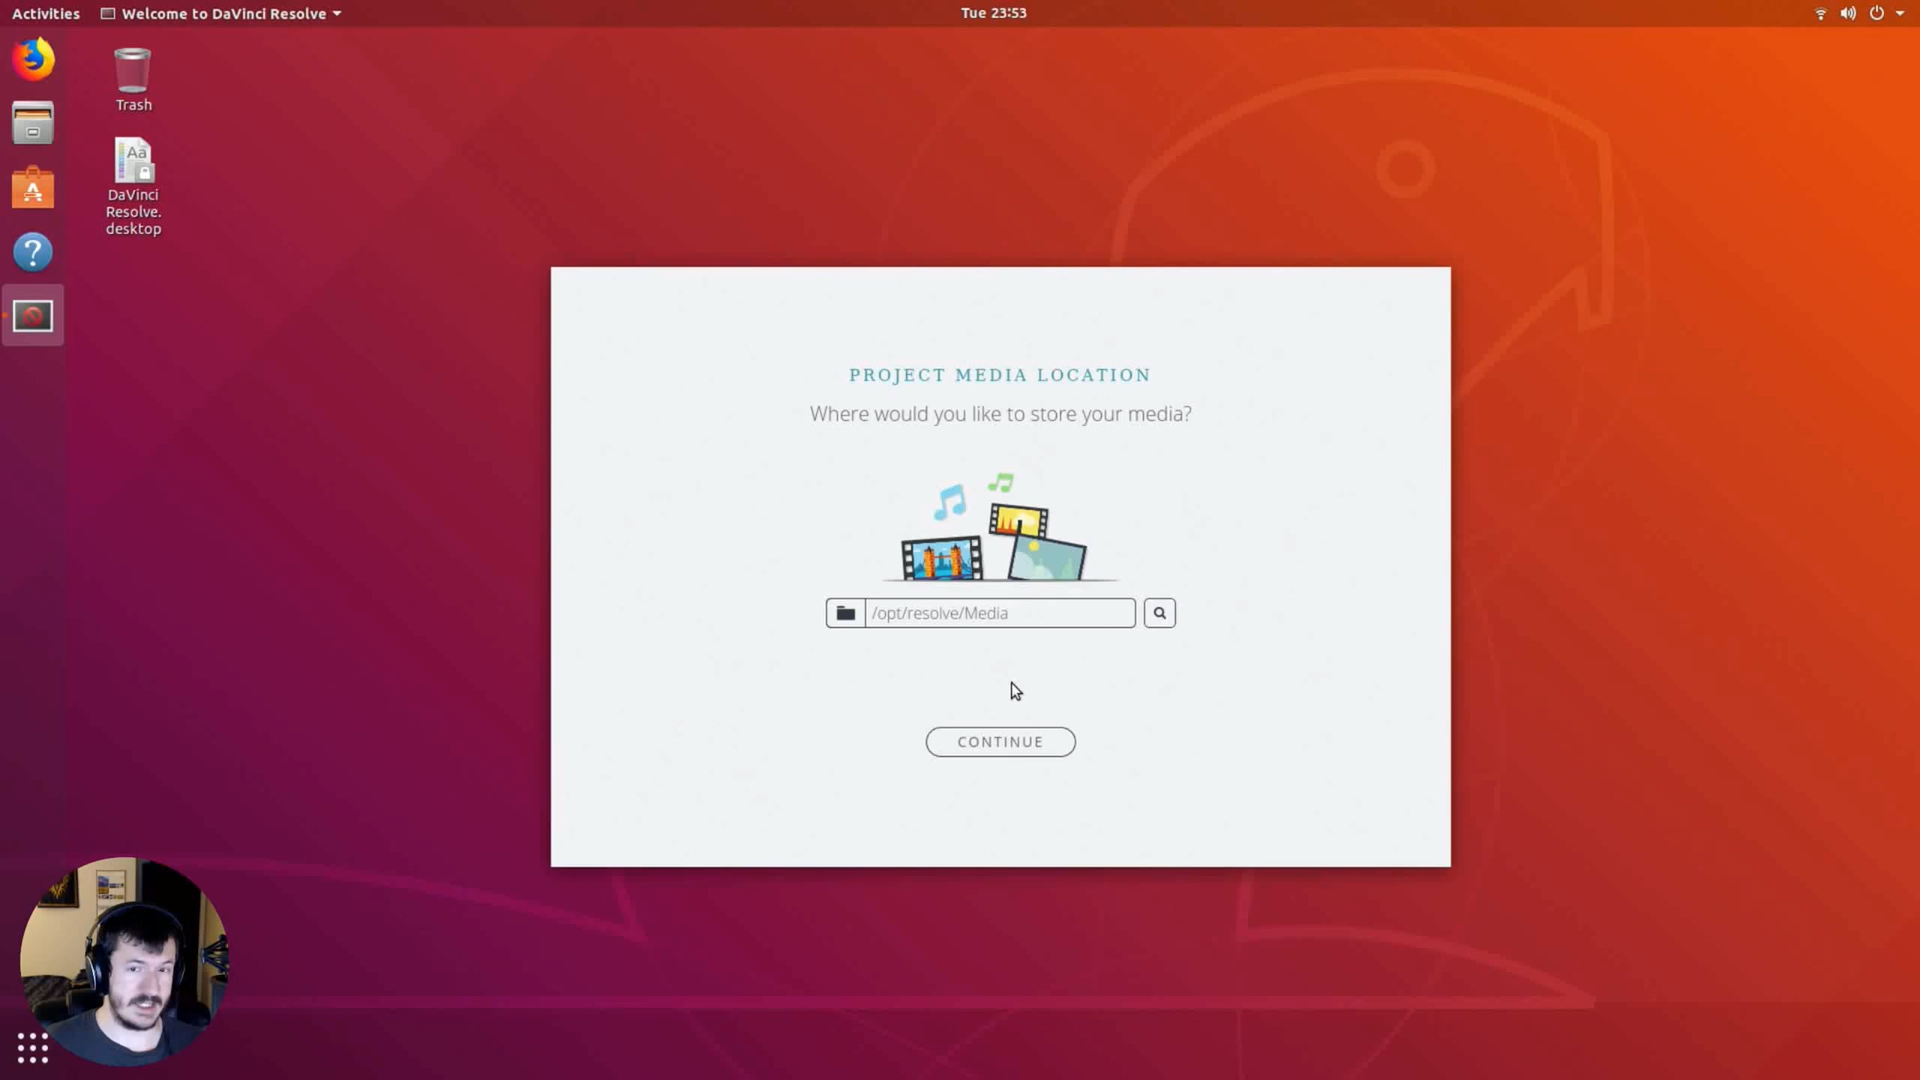 Activities
Welcome to DaVinci Resolve
Tue 23:53
Trash
Aa
DaVinci
Resolve.
desktop
PROJECT MEDIA LOCATION
Where would you like to store your media?
/opt/resolve/Media
CONTINUE